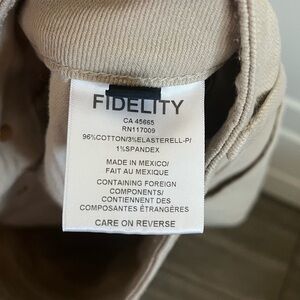 FIDELITY
CA 45665
RN117009
96%COTTON/3%ELASTERELL-P/
1%SPANDEX
MADE IN MEXICO/
FAIT AU MEXIQUE
CONTAINING FOREIGN
COMPONENTS/
CONTIENNENT DES
COMPOSANTES ÉTRANGÈRES
CARE ON REVERSE